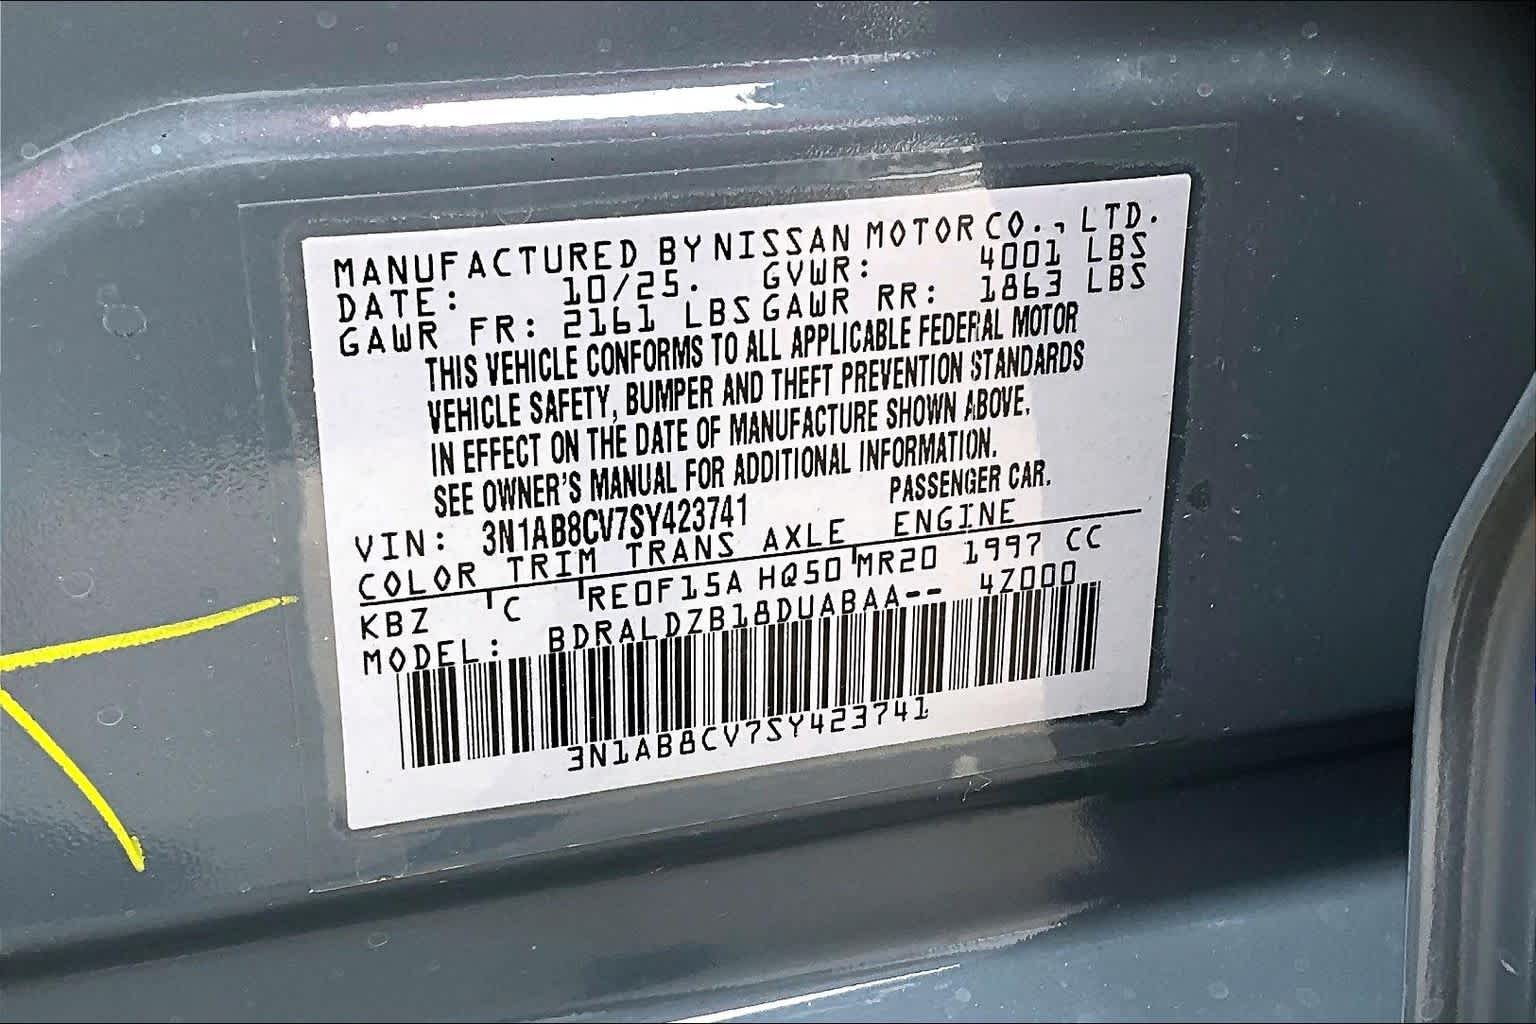 MANUFACTURED BY NISSAN MOTOR CO., LTD.
DATE: 10/25. GVWR: 4001 LBS
GAWR FR: 2161 LBS GAWR RR: 1863 LBS
THIS VEHICLE CONFORMS TO ALL APPLICABLE FEDERAL MOTOR
VEHICLE SAFETY, BUMPER AND THEFT PREVENTION STANDARDS
IN EFFECT ON THE DATE OF MANUFACTURE SHOWN ABOVE.
SEE OWNER'S MANUAL FOR ADDITIONAL INFORMATION.
VIN: 3N1AB8CV7SY423741 PASSENGER CAR.
COLOR TRIM TRANS AXLE ENGINE
KBZ C RE0F15A HQ50 MR20 1997 CC
MODEL: BDRALDZB18DUABAA-- 4Z000
3N1AB8CV7SY423741